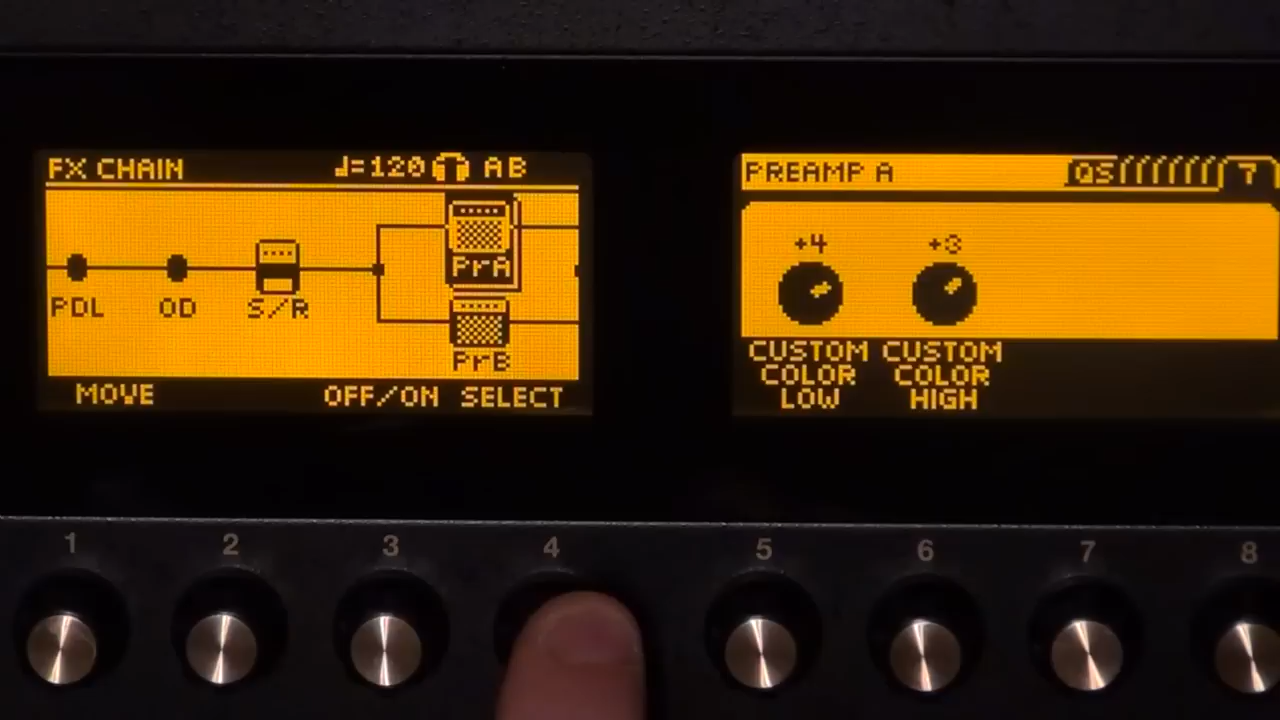 FX CHAIN ♩=120 AB
PDL OD S/R PrA
PrB
MOVE OFF/ON SELECT
PREAMP A QS 7
+4 +3
CUSTOM CUSTOM
COLOR COLOR
LOW HIGH
1 2 3 4 5 6 7 8